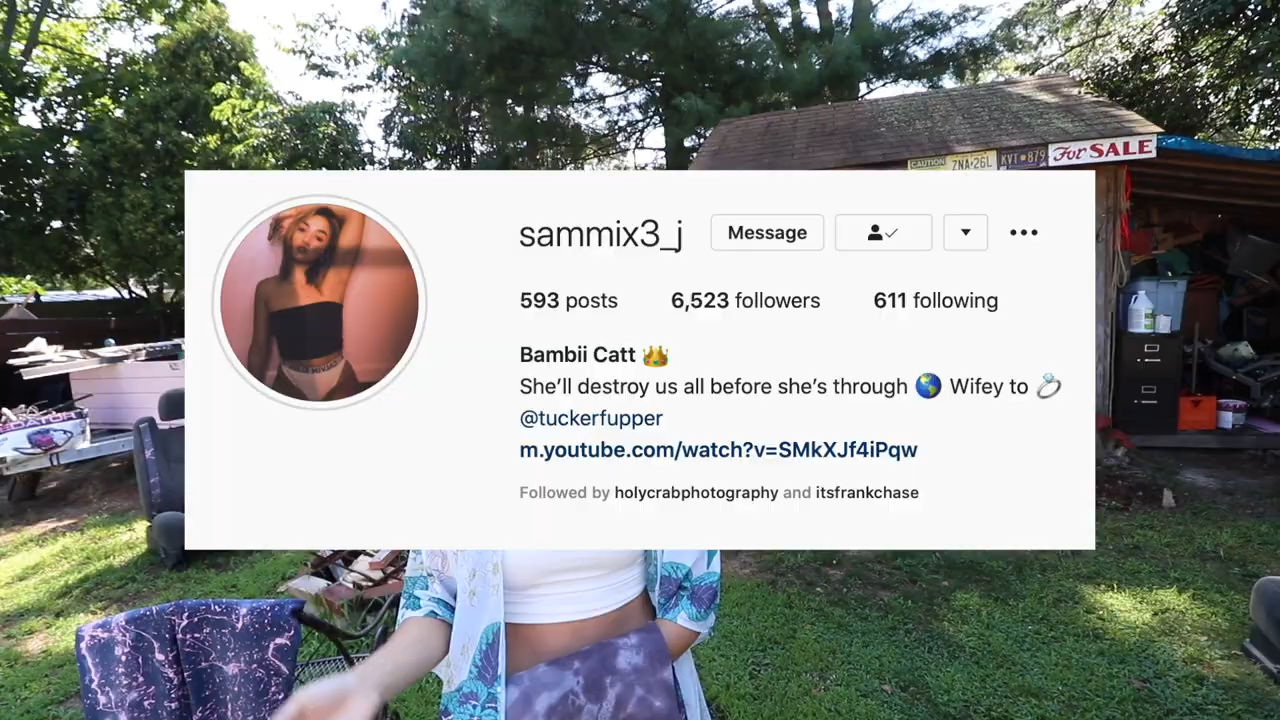 CAUTION
ZNA•26L
KVT•879
For SALE
sammix3_j
Message
593 posts
6,523 followers
611 following
Bambii Catt 👑
She’ll destroy us all before she’s through 🌎 Wifey to 💍
@tuckerfupper
m.youtube.com/watch?v=SMkXJf4iPqw
Followed by holycrabphotography and itsfrankchase